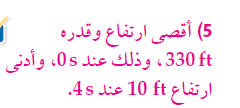 5) أقصى ارتفاع وقدره
330 ft، وذلك عند 0 s، وأدنى
ارتفاع 10 ft عند 4 s.